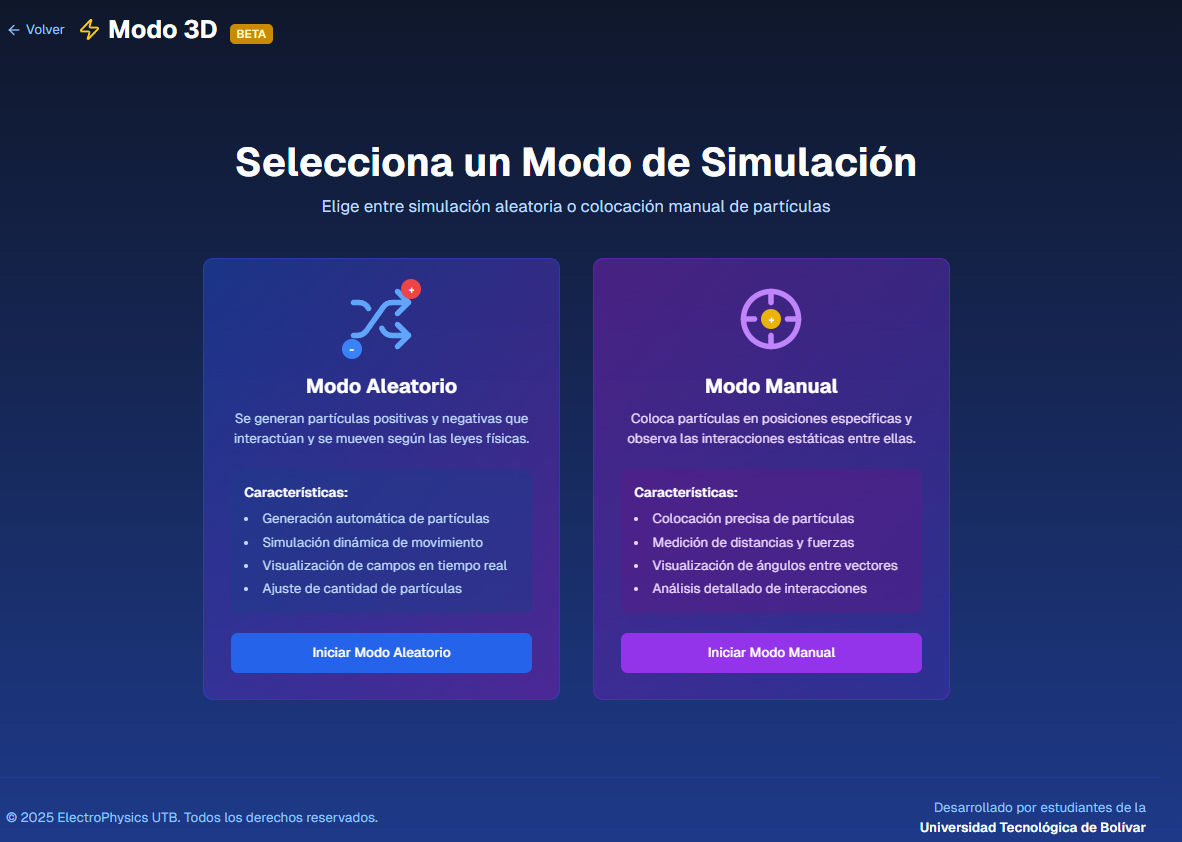 Volver
Modo 3D BETA
Selecciona un Modo de Simulación
Elige entre simulación aleatoria o colocación manual de partículas
+
-
Modo Aleatorio
Se generan partículas positivas y negativas que
interactúan y se mueven según las leyes físicas.
Características:
• Generación automática de partículas
• Simulación dinámica de movimiento
• Visualización de campos en tiempo real
• Ajuste de cantidad de partículas
Iniciar Modo Aleatorio
+
Modo Manual
Coloca partículas en posiciones específicas y
observa las interacciones estáticas entre ellas.
Características:
• Colocación precisa de partículas
• Medición de distancias y fuerzas
• Visualización de ángulos entre vectores
• Análisis detallado de interacciones
Iniciar Modo Manual
© 2025 ElectroPhysics UTB. Todos los derechos reservados.
Desarrollado por estudiantes de la
Universidad Tecnológica de Bolívar